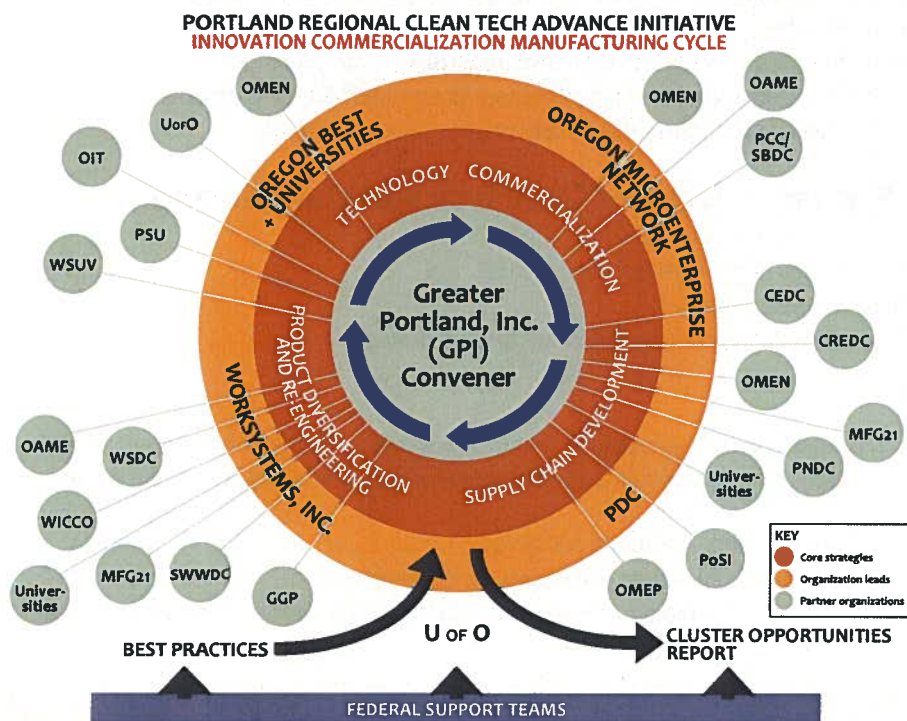 PORTLAND REGIONAL CLEAN TECH ADVANCE INITIATIVE
INNOVATION COMMERCIALIZATION MANUFACTURING CYCLE
OMEN
UOFO
OIT
PSU
WSUV
OREGON BEST
+ UNIVERSITIES
TECHNOLOGY COMMERCIALIZATION
OREGON MICROENTERPRISE
NETWORK
OMEN
OAME
PCC/
SBDC
Greater
Portland, Inc.
(GPI)
Convener
CEDC
CREDC
OMEN
MFG21
PNDC
Univer-
sities
PoSI
OMEP
SUPPLY CHAIN DEVELOPMENT
PDC
PRODUCT DIVERSIFICATION
AND RE-ENGINEERING
WORKSYSTEMS, INC.
OAME
WSDC
WICCO
Univer-
sities
MFG21
SWWDC
GGP
KEY
Core strategies
Organization leads
Partner organizations
BEST PRACTICES
U OF O
CLUSTER OPPORTUNITIES
REPORT
FEDERAL SUPPORT TEAMS